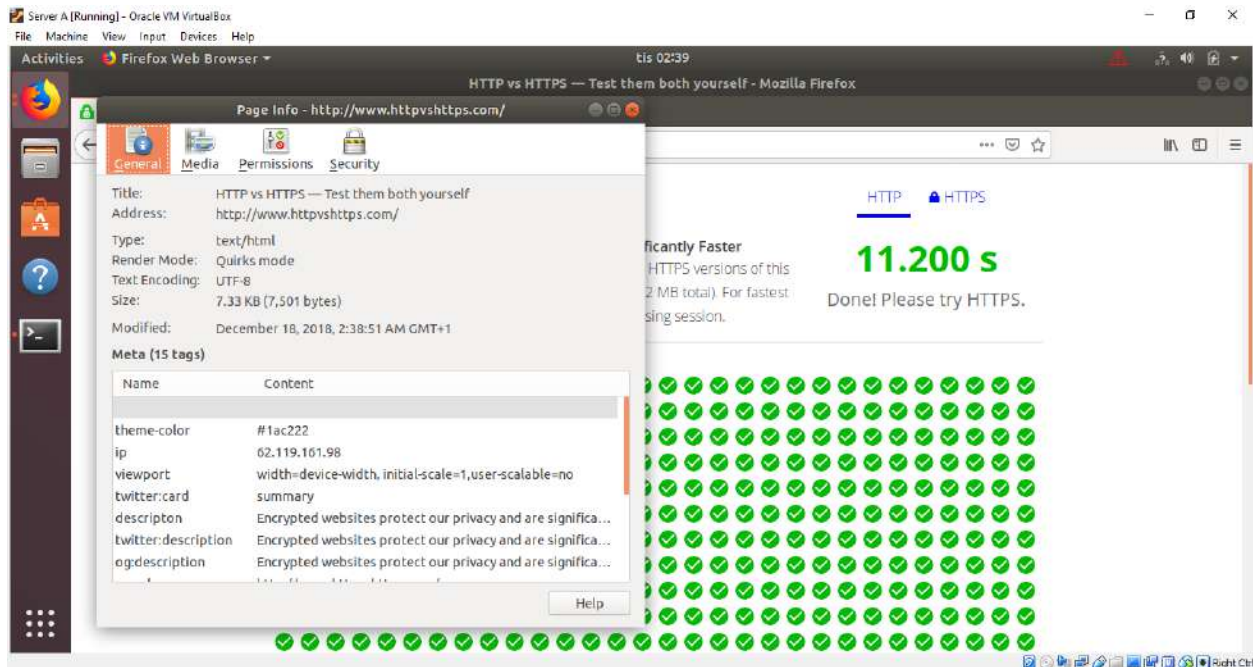 Server A [Running] - Oracle VM VirtualBox
File Machine View Input Devices Help
Activities Firefox Web Browser tis 02:39
HTTP vs HTTPS — Test them both yourself - Mozilla Firefox
Page Info - http://www.httpvshttps.com/
General Media Permissions Security
Title: HTTP vs HTTPS — Test them both yourself
Address: http://www.httpvshttps.com/
Type: text/html
Render Mode: Quirks mode
Text Encoding: UTF-8
Size: 7.33 KB (7,501 bytes)
Modified: December 18, 2018, 2:38:51 AM GMT+1
Meta (15 tags)
Name Content
theme-color #1ac222
ip 62.119.161.98
viewport width=device-width, initial-scale=1,user-scalable=no
twitter:card summary
descripton Encrypted websites protect our privacy and are significa...
twitter:description Encrypted websites protect our privacy and are significa...
og:description Encrypted websites protect our privacy and are significa...
Help
HTTP HTTPS
ficantly Faster
HTTPS versions of this
2 MB total). For fastest
sing session.
11.200 s
Done! Please try HTTPS.
Right Ctrl